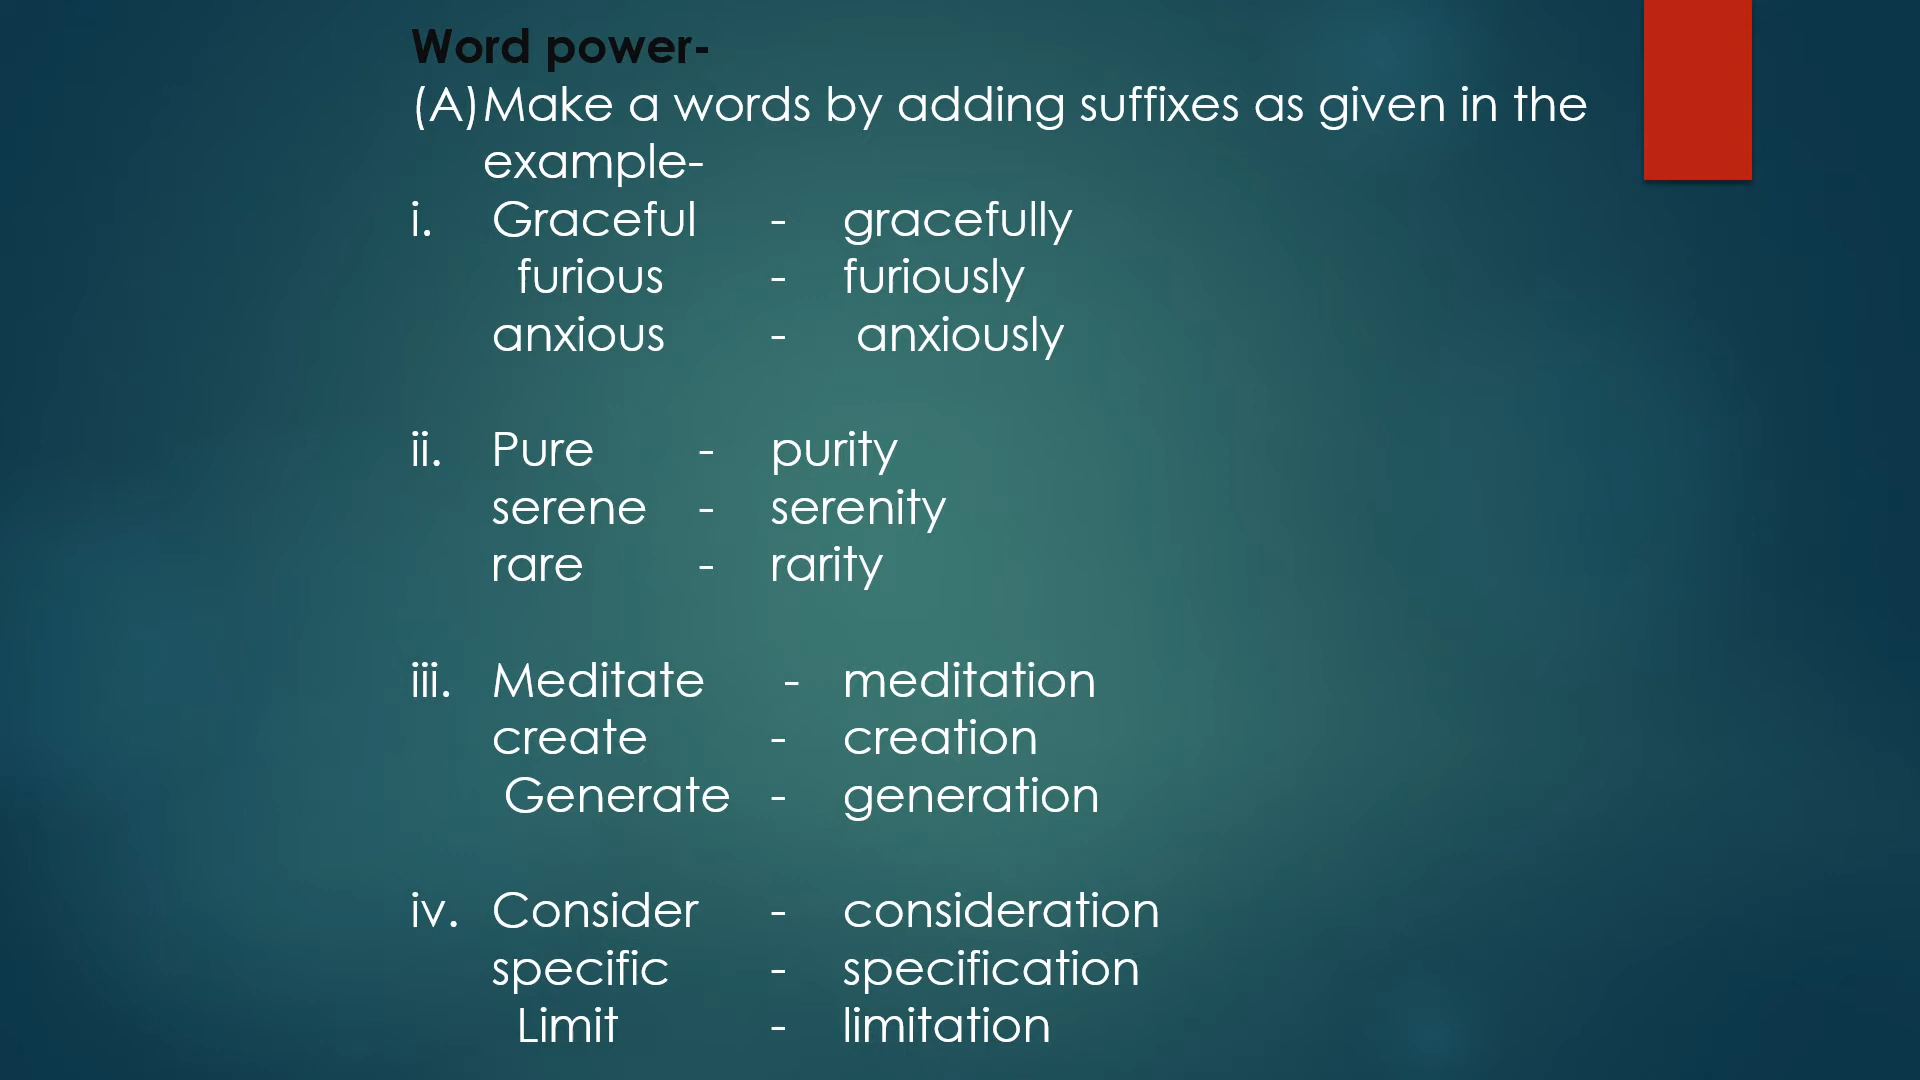 Word power-
(A)Make a words by adding suffixes as given in the
example-
i. Graceful - gracefully
furious - furiously
anxious - anxiously
ii. Pure - purity
serene - serenity
rare - rarity
iii. Meditate - meditation
create - creation
Generate - generation
iv. Consider - consideration
specific - specification
Limit - limitation